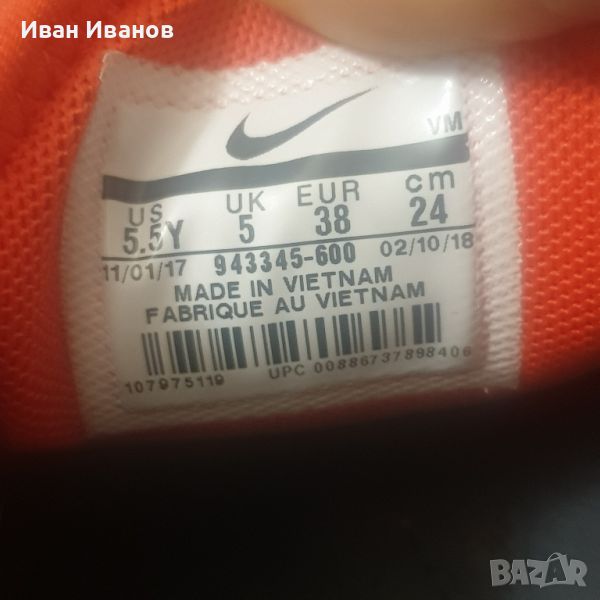 Иван Иванов
VM
US UK EUR cm
5.5Y 5 38 24
11/01/17 943345-600 02/10/18
MADE IN VIETNAM
FABRIQUE AU VIETNAM
107975119 UPC 00886737898406
BAZAR